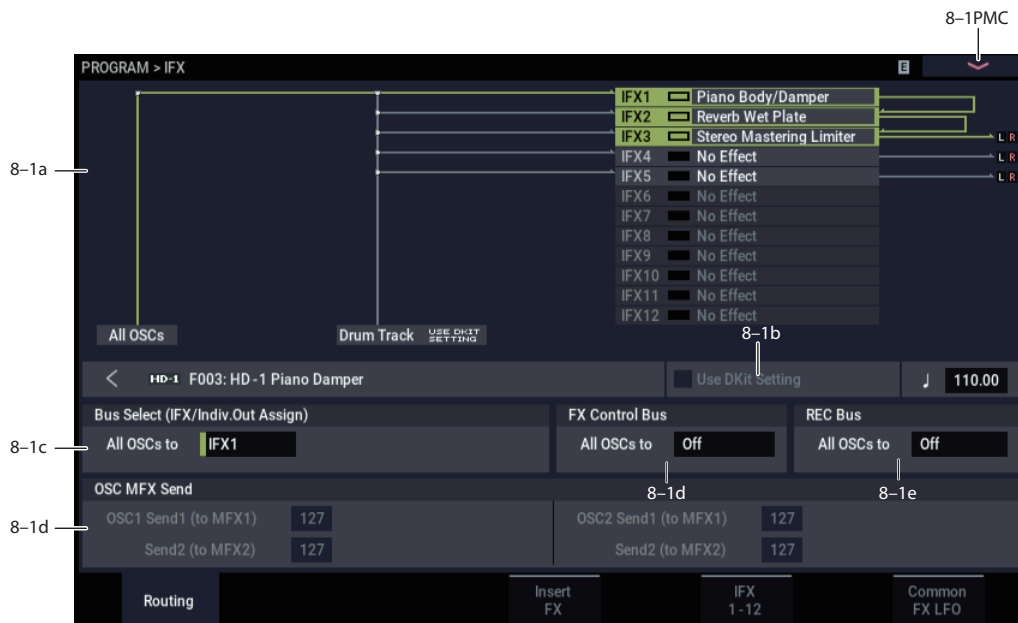 8–1PMC
PROGRAM > IFX
E
IFX1 Piano Body/Damper
IFX2 Reverb Wet Plate
IFX3 Stereo Mastering Limiter L R
8–1a
IFX4 No Effect L R
IFX5 No Effect L R
IFX6 No Effect
IFX7 No Effect
IFX8 No Effect
IFX9 No Effect
IFX10 No Effect
IFX11 No Effect
IFX12 No Effect
All OSCs
Drum Track USE DKIT
SETTING
8–1b
< HD-1 F003: HD-1 Piano Damper
Use DKit Setting
♩ 110.00
Bus Select (IFX/Indiv.Out Assign)
FX Control Bus
REC Bus
8–1c
All OSCs to IFX1
All OSCs to Off
All OSCs to Off
8–1d
8–1e
OSC MFX Send
8–1d
OSC1 Send1 (to MFX1) 127
OSC2 Send1 (to MFX1) 127
Send2 (to MFX2) 127
Send2 (to MFX2) 127
Routing
Insert
FX
IFX
1-12
Common
FX LFO